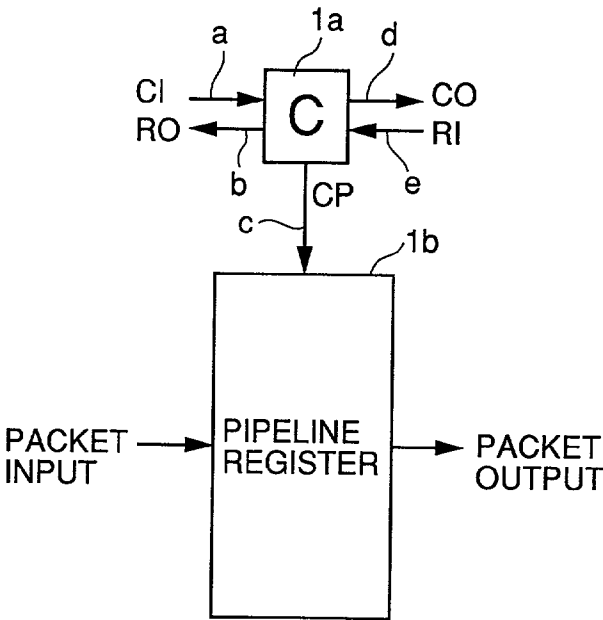 1a
a
d
CI
C
CO
RO
RI
b
e
CP
c
1b
PACKET
INPUT
PIPELINE
REGISTER
PACKET
OUTPUT